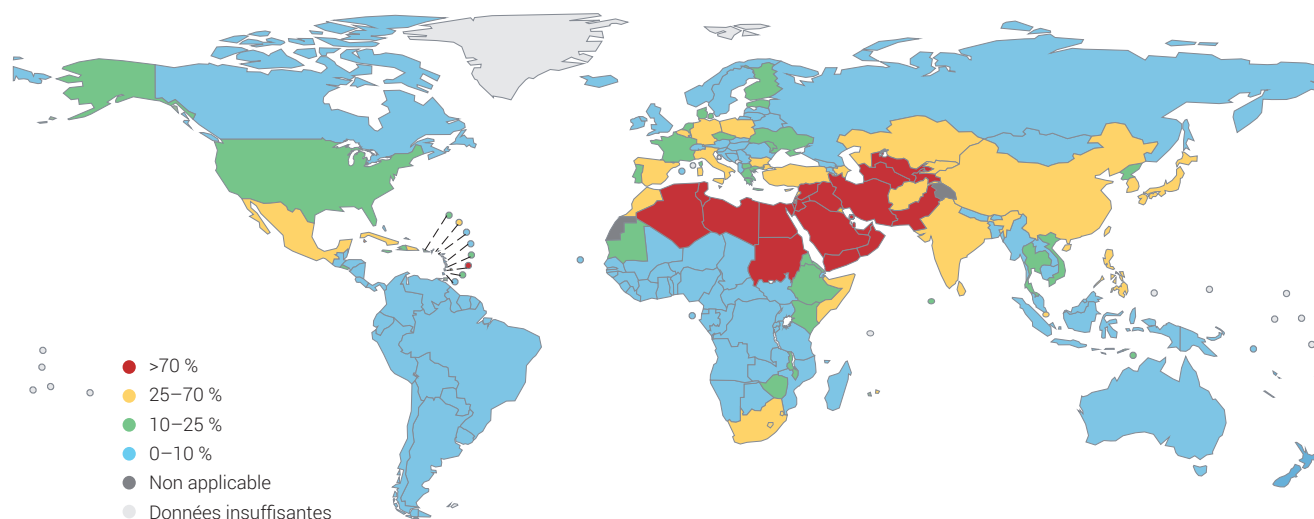 >70 %
25–70 %
10–25 %
0–10 %
Non applicable
Données insuffisantes